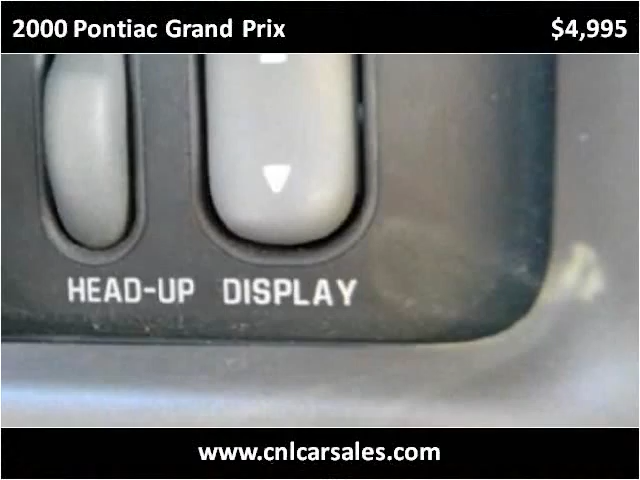 2000 Pontiac Grand Prix $4,995
HEAD-UP DISPLAY
www.cnlcarsales.com